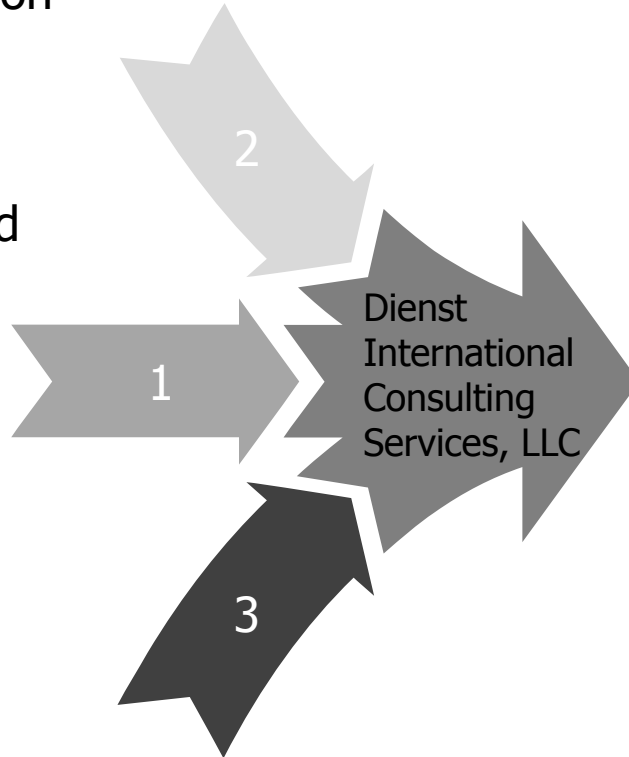 2
Dienst
International
Consulting
Services, LLC
1
3